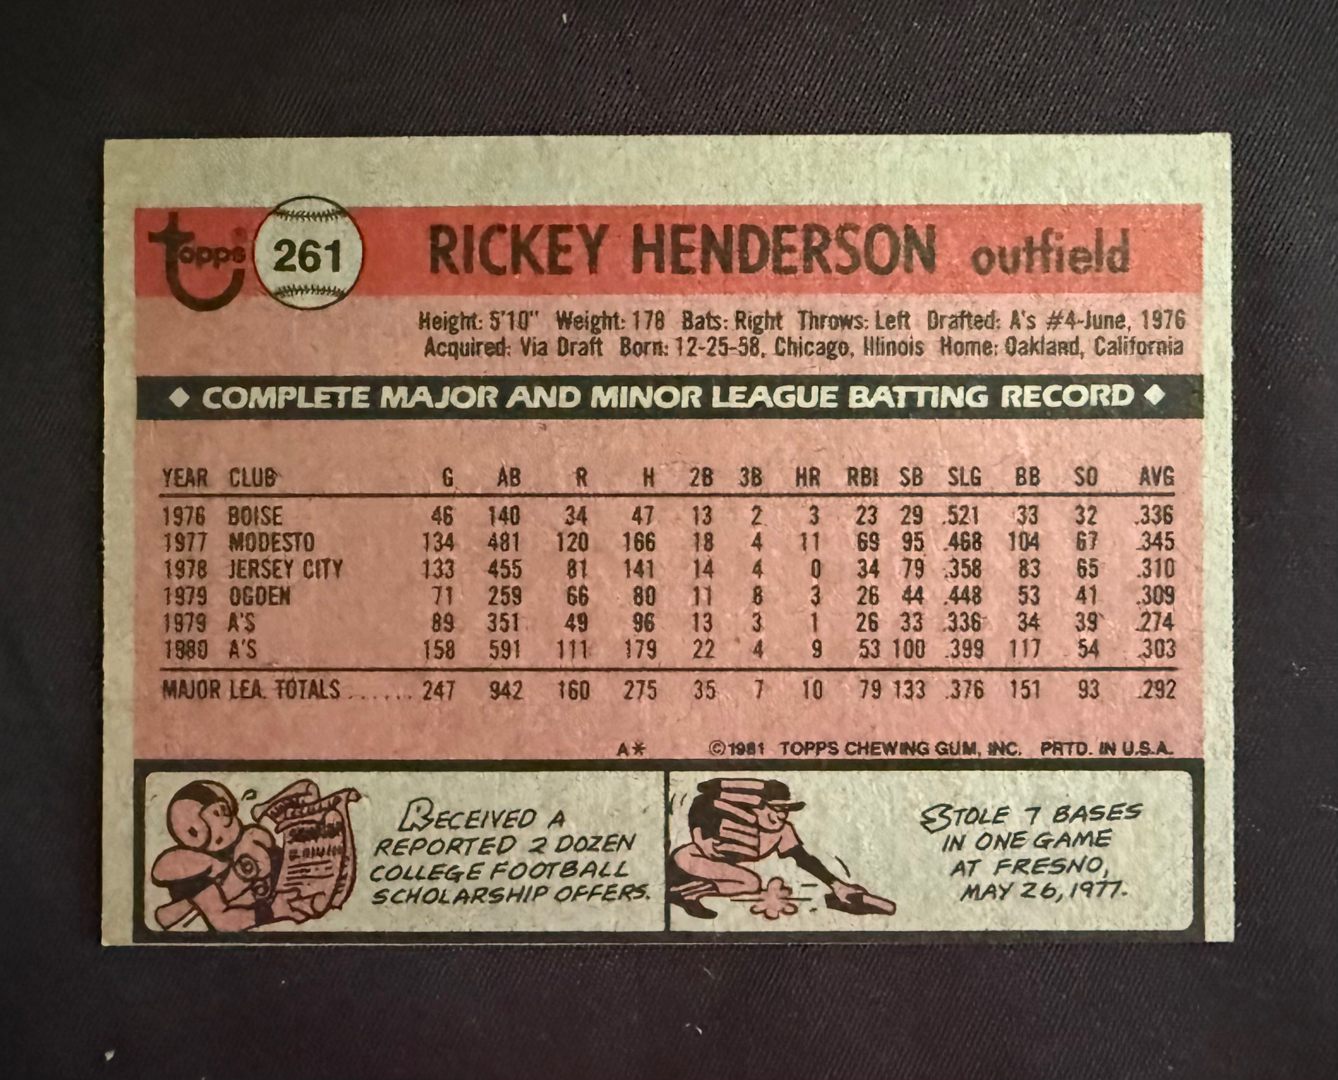 topps® 261 RICKEY HENDERSON outfield
Height: 5'10" Weight: 178 Bats: Right Throws: Left Drafted: A's #4-June, 1976
Acquired: Via Draft Born: 12-25-58, Chicago, Illinois Home: Oakland, California
◆ COMPLETE MAJOR AND MINOR LEAGUE BATTING RECORD ◆
YEAR CLUB G AB R H 2B 3B HR RBI SB SLG BB SO AVG
1976 BOISE 46 140 34 47 13 2 3 23 29 .521 33 32 .336
1977 MODESTO 134 481 120 166 18 4 11 69 95 .468 104 67 .345
1978 JERSEY CITY 133 455 81 141 14 4 0 34 79 .358 83 65 .310
1979 OGDEN 71 259 66 80 11 8 3 26 44 .448 53 41 .309
1979 A'S 89 351 49 96 13 3 1 26 33 .336 34 39 .274
1980 A'S 158 591 111 179 22 4 9 53 100 .399 117 54 .303
MAJOR LEA. TOTALS ...... 247 942 160 275 35 7 10 79 133 .376 151 93 .292
A* ©1981 TOPPS CHEWING GUM, INC. PRTD. IN U.S.A.
RECEIVED A
REPORTED 2 DOZEN
COLLEGE FOOTBALL
SCHOLARSHIP OFFERS.
STOLE 7 BASES
IN ONE GAME
AT FRESNO,
MAY 26, 1977.